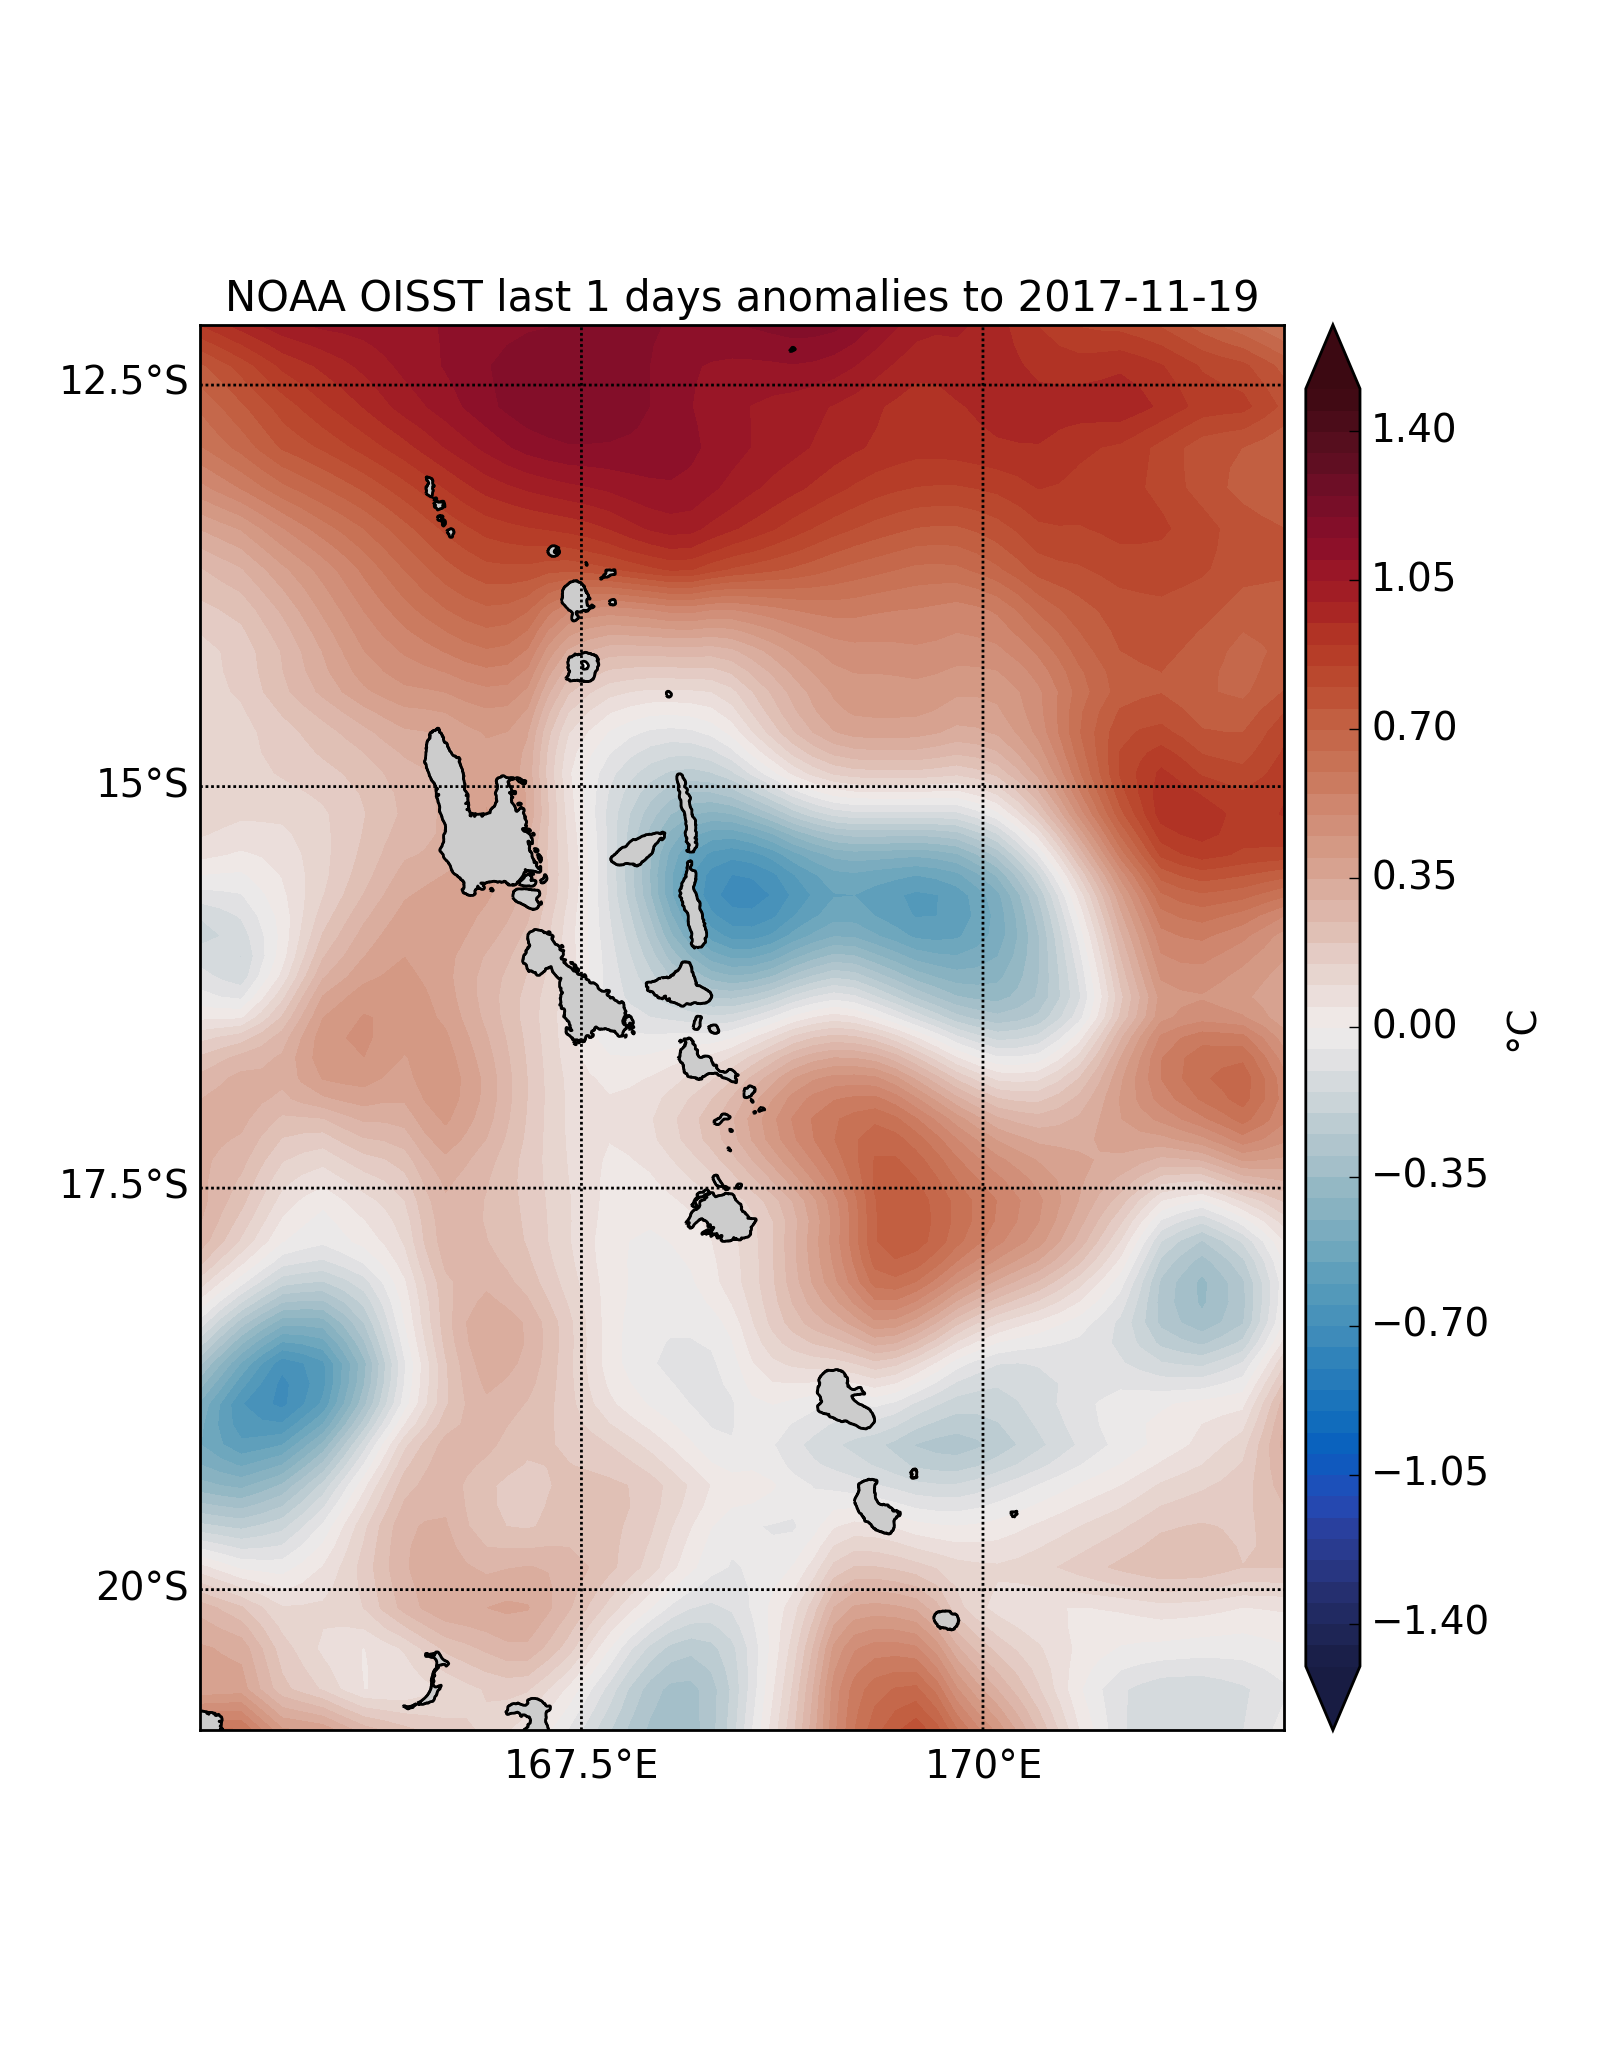 NOAA OISST last 1 days anomalies to 2017-11-19
12.5°S
15°S
17.5°S
20°S
167.5°E
170°E
1.40
1.05
0.70
0.35
0.00
−0.35
−0.70
−1.05
−1.40
°C